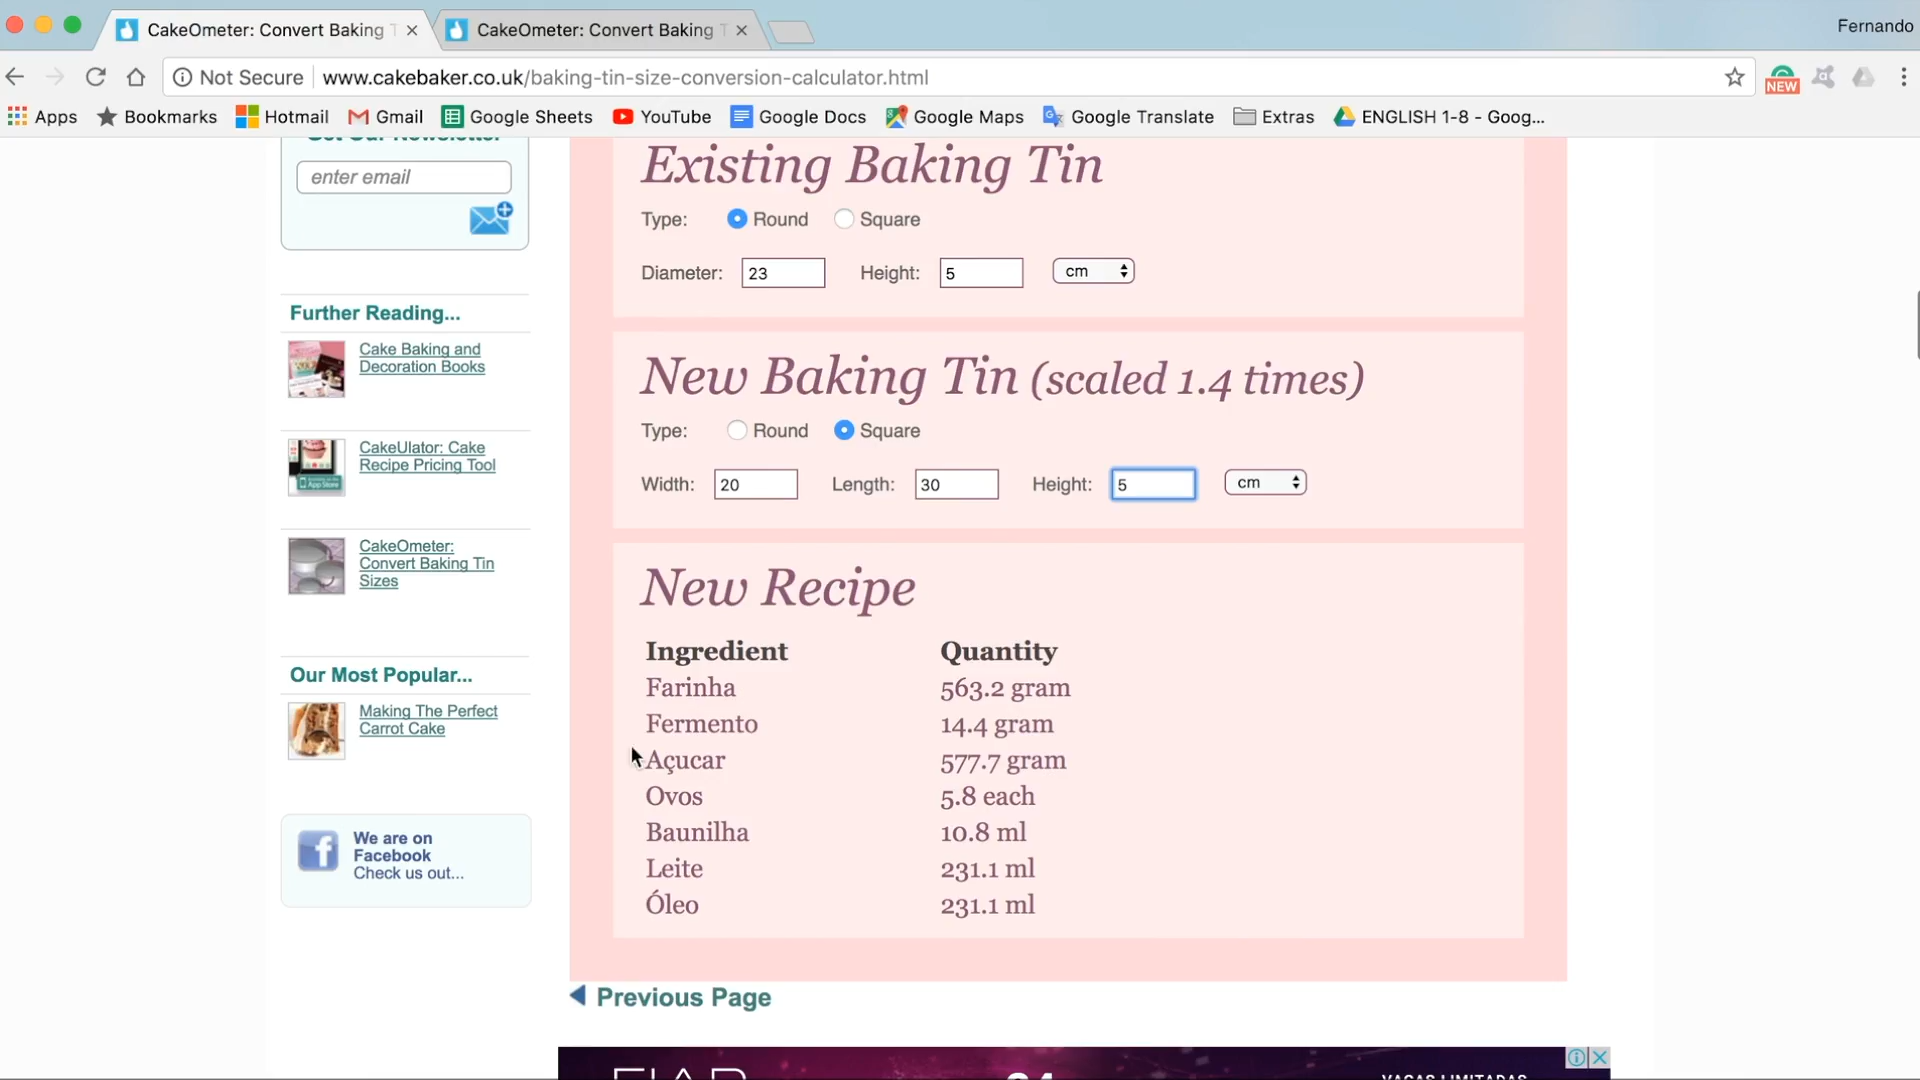 CakeOmeter: Convert Baking T
CakeOmeter: Convert Baking T
Fernando
Not Secure
www.cakebaker.co.uk/baking-tin-size-conversion-calculator.html
NEW
Apps Bookmarks Hotmail Gmail Google Sheets YouTube Google Docs Google Maps Google Translate Extras ENGLISH 1-8 - Goog...
Get Our Newsletter
enter email
Further Reading...
Cake Baking and
Decoration Books
CakeUlator: Cake
Recipe Pricing Tool
CakeOmeter:
Convert Baking Tin
Sizes
Our Most Popular...
Making The Perfect
Carrot Cake
We are on
Facebook
Check us out...
Existing Baking Tin
Type: Round Square
Diameter: 23 Height: 5 cm
New Baking Tin (scaled 1.4 times)
Type: Round Square
Width: 20 Length: 30 Height: 5 cm
New Recipe
Ingredient Quantity
Farinha 563.2 gram
Fermento 14.4 gram
Açucar 577.7 gram
Ovos 5.8 each
Baunilha 10.8 ml
Leite 231.1 ml
Óleo 231.1 ml
Previous Page
VAGAS LIMITADAS